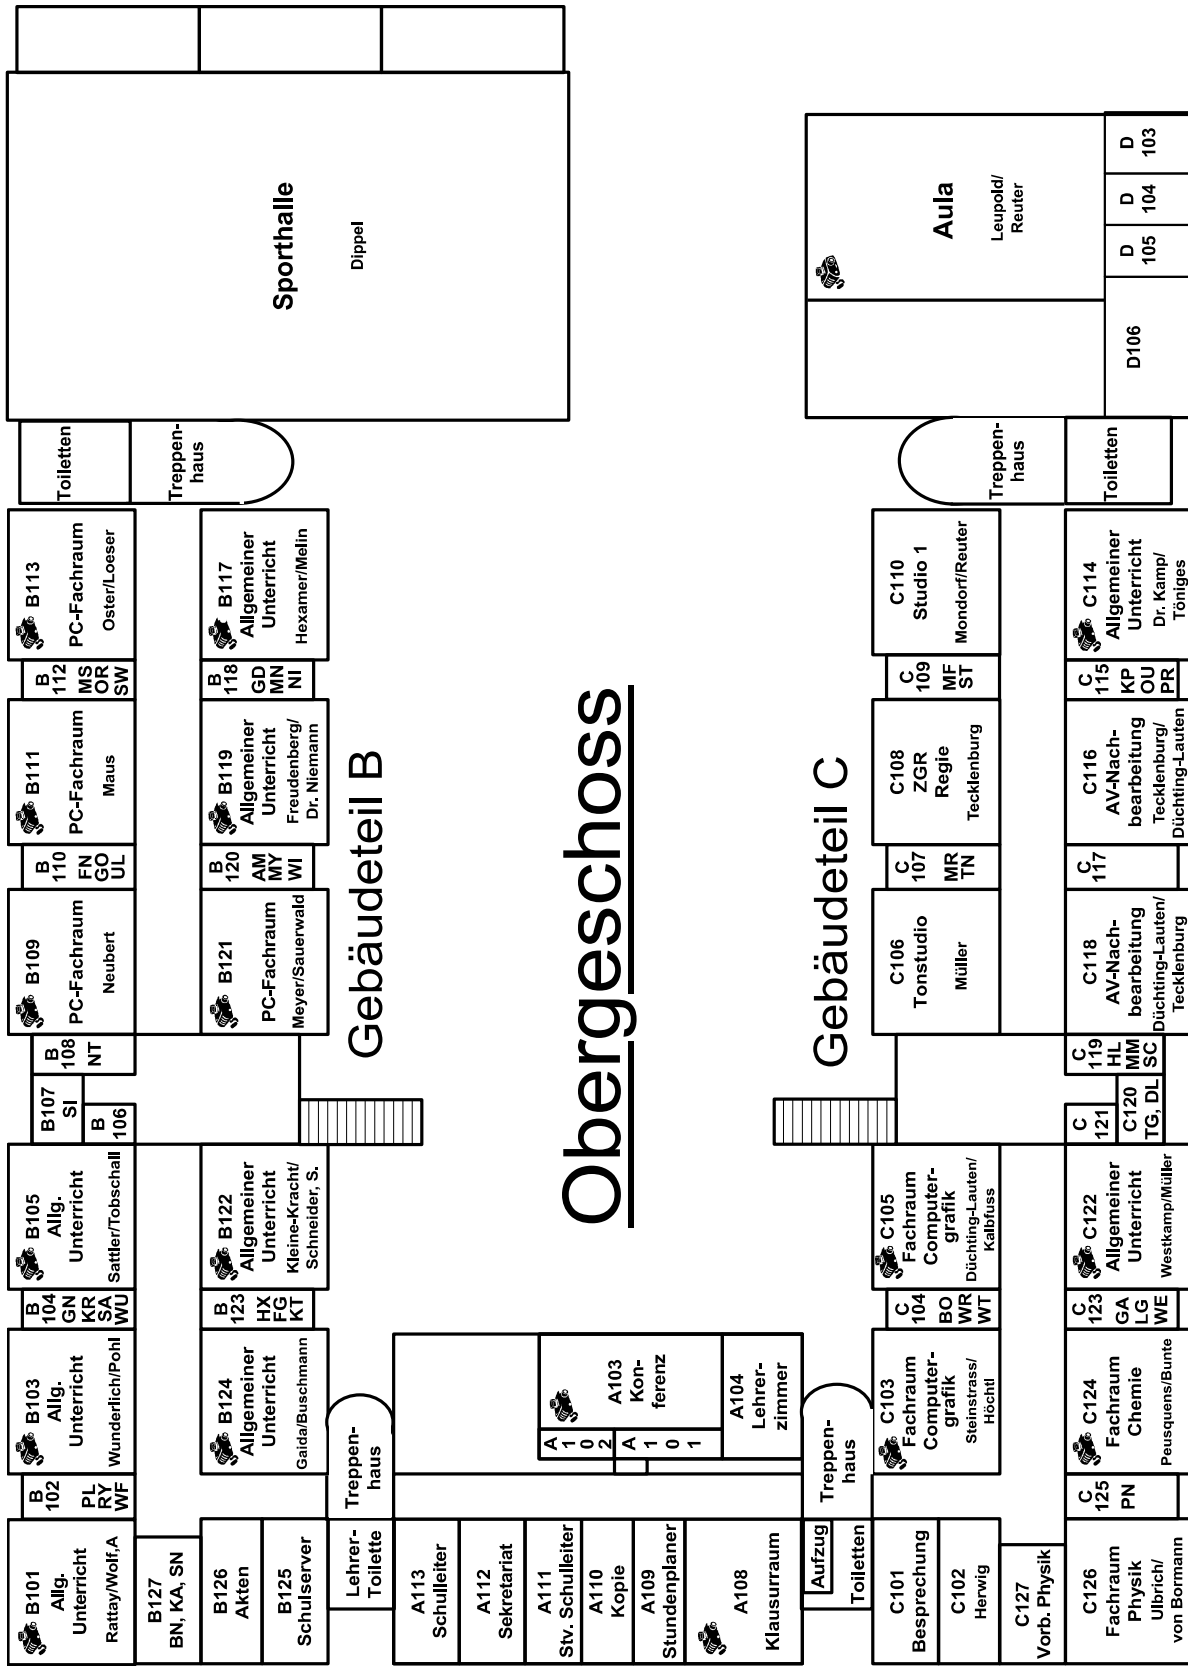 Sporthalle
Dippel
Aula
Leupold/
Reuter
D
103
D
104
D
105
D106
Toiletten
Treppen-
haus
Treppen-
haus
Toiletten
B113
PC-Fachraum
Oster/Loeser
B
112
MS
OR
SW
B111
PC-Fachraum
Maus
B
110
FN
GO
UL
B109
PC-Fachraum
Neubert
B
108
NT
B107
SI
B
106
B105
Allg.
Unterricht
Sattler/Tobschall
B
104
GN
KR
SA
WU
B103
Allg.
Unterricht
Wunderlich/Pohl
B
102
PL
RY
WF
B101
Allg.
Unterricht
Rattay/Wolf,A
B127
BN, KA, SN
B126
Akten
B125
Schulserver
B117
Allgemeiner
Unterricht
Hexamer/Melin
B
118
GD
MN
NI
B119
Allgemeiner
Unterricht
Freudenberg/
Dr. Niemann
B
120
AM
MY
WI
B121
PC-Fachraum
Meyer/Sauerwald
B122
Allgemeiner
Unterricht
Kleine-Kracht/
Schneider, S.
B
123
HX
FG
KT
B124
Allgemeiner
Unterricht
Gaida/Buschmann
Gebäudeteil B
Obergeschoss
Gebäudeteil C
Treppen-
haus
Lehrer-
Toilette
A113
Schulleiter
A112
Sekretariat
A111
Stv. Schulleiter
A110
Kopie
A109
Stundenplaner
A108
Klausurraum
A103
Kon-
ferenz
A
1
0
2
A
1
0
1
A104
Lehrer-
zimmer
Treppen-
haus
Aufzug
Toiletten
C110
Studio 1
Mondorf/Reuter
C
109
MF
ST
C108
ZGR
Regie
Tecklenburg
C
107
MR
TN
C106
Tonstudio
Müller
C105
Fachraum
Computer-
grafik
Düchting-Lauten/
Kalbfuss
C
104
BO
WR
WT
C103
Fachraum
Computer-
grafik
Steinstrass/
Höchtl
C101
Besprechung
C102
Herwig
C127
Vorb. Physik
C114
Allgemeiner
Unterricht
Dr. Kamp/
Töniges
C
115
KP
OU
PR
C116
AV-Nach-
bearbeitung
Tecklenburg/
Düchting-Lauten
C
117
C118
AV-Nach-
bearbeitung
Düchting-Lauten/
Tecklenburg
C
119
HL
MM
SC
C120
TG, DL
C
121
C122
Allgemeiner
Unterricht
Westkamp/Müller
C
123
GA
LG
WE
C124
Fachraum
Chemie
Peusquens/Bunte
C
125
PN
C126
Fachraum
Physik
Ulbrich/
von Bormann